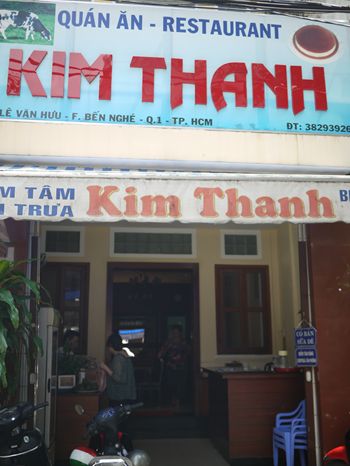 QUÁN ĂN - RESTAURANT
KIM THANH
LÊ VĂN HƯU - F. BẾN NGHÉ - Q.1 - TP. HCM
ĐT: 38293926
M TÂM
TRƯA
Kim Thanh
CÓ BÁN
SỮA DÊ